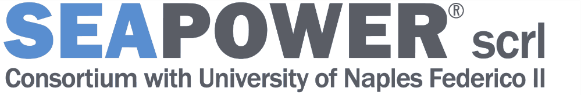 SEAPOWER® scrl
Consortium with University of Naples Federico II